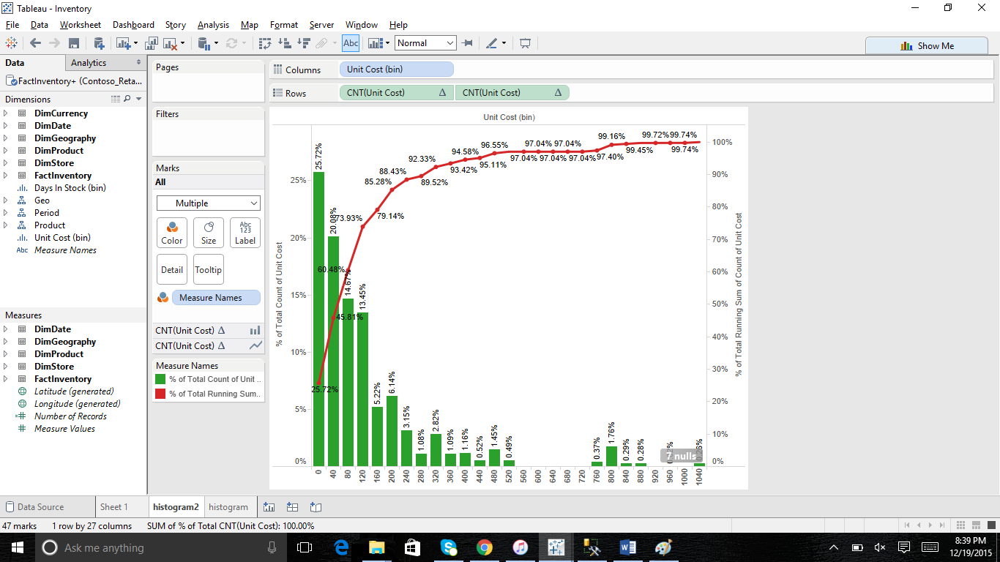 Tableau - Inventory
File Data Worksheet Dashboard Story Analysis Map Format Server Window Help
Abc Normal Show Me
Data Analytics
FactInventory+ (Contoso_Reta...
Dimensions
DimCurrency
DimDate
DimGeography
DimProduct
DimStore
FactInventory
Days In Stock (bin)
Geo
Period
Product
Unit Cost (bin)
Abc Measure Names
Measures
DimDate
DimGeography
DimProduct
DimStore
FactInventory
Latitude (generated)
Longitude (generated)
Number of Records
Measure Values
Pages
Filters
Marks
All
Multiple
Color Size Abc 123 Label
Detail Tooltip
Measure Names
CNT(Unit Cost) Δ
CNT(Unit Cost) Δ
Measure Names
% of Total Count of Unit ..
% of Total Running Sum..
Columns Unit Cost (bin)
Rows CNT(Unit Cost) Δ CNT(Unit Cost) Δ
Unit Cost (bin)
% of Total Count of Unit Cost
25%
20%
15%
10%
5%
0%
25.72%
20.08%
14.67%
13.45%
5.22%
6.14%
3.15%
1.08%
2.82%
1.09%
1.16%
0.52%
1.45%
0.49%
0.37%
1.76%
0.29%
0.28%
25.72%
45.81%
60.48%
73.93%
79.14%
85.28%
88.43%
89.52%
92.33%
93.42%
94.58%
95.11%
96.55%
97.04%
97.04%
97.04%
97.04%
97.04%
97.40%
99.16%
99.45%
99.72%
99.74%
99.74%
7 nulls
100%
90%
80%
70%
60%
50%
40%
30%
20%
10%
0%
% of Total Running Sum of Count of Unit Cost
0 40 80 120 160 200 240 280 320 360 400 440 480 520 560 600 640 680 720 760 800 840 880 920 960 1000 1040
Data Source Sheet 1 histogram2 histogram
47 marks 1 row by 27 columns SUM of % of Total CNT(Unit Cost): 100.00%
Ask me anything
8:39 PM
12/19/2015